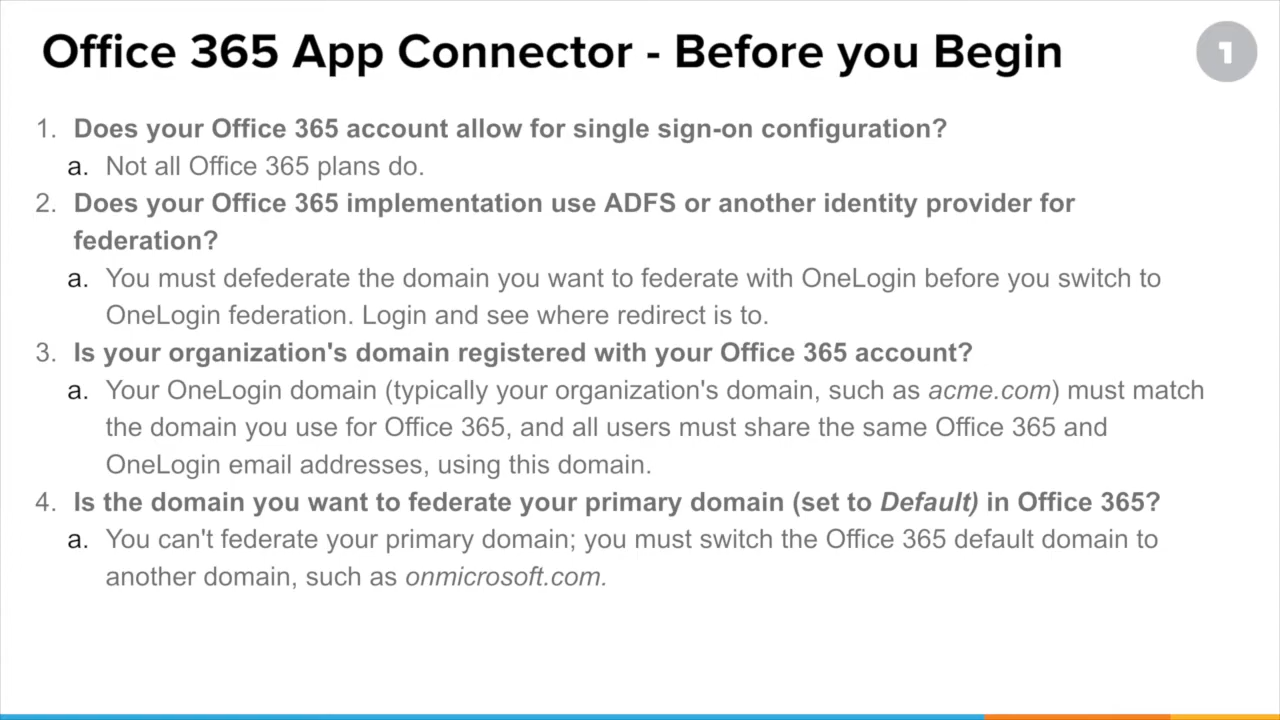 Office 365 App Connector - Before you Begin
1
1. Does your Office 365 account allow for single sign-on configuration?
a. Not all Office 365 plans do.
2. Does your Office 365 implementation use ADFS or another identity provider for
federation?
a. You must defederate the domain you want to federate with OneLogin before you switch to
OneLogin federation. Login and see where redirect is to.
3. Is your organization's domain registered with your Office 365 account?
a. Your OneLogin domain (typically your organization's domain, such as acme.com) must match
the domain you use for Office 365, and all users must share the same Office 365 and
OneLogin email addresses, using this domain.
4. Is the domain you want to federate your primary domain (set to Default) in Office 365?
a. You can't federate your primary domain; you must switch the Office 365 default domain to
another domain, such as onmicrosoft.com.